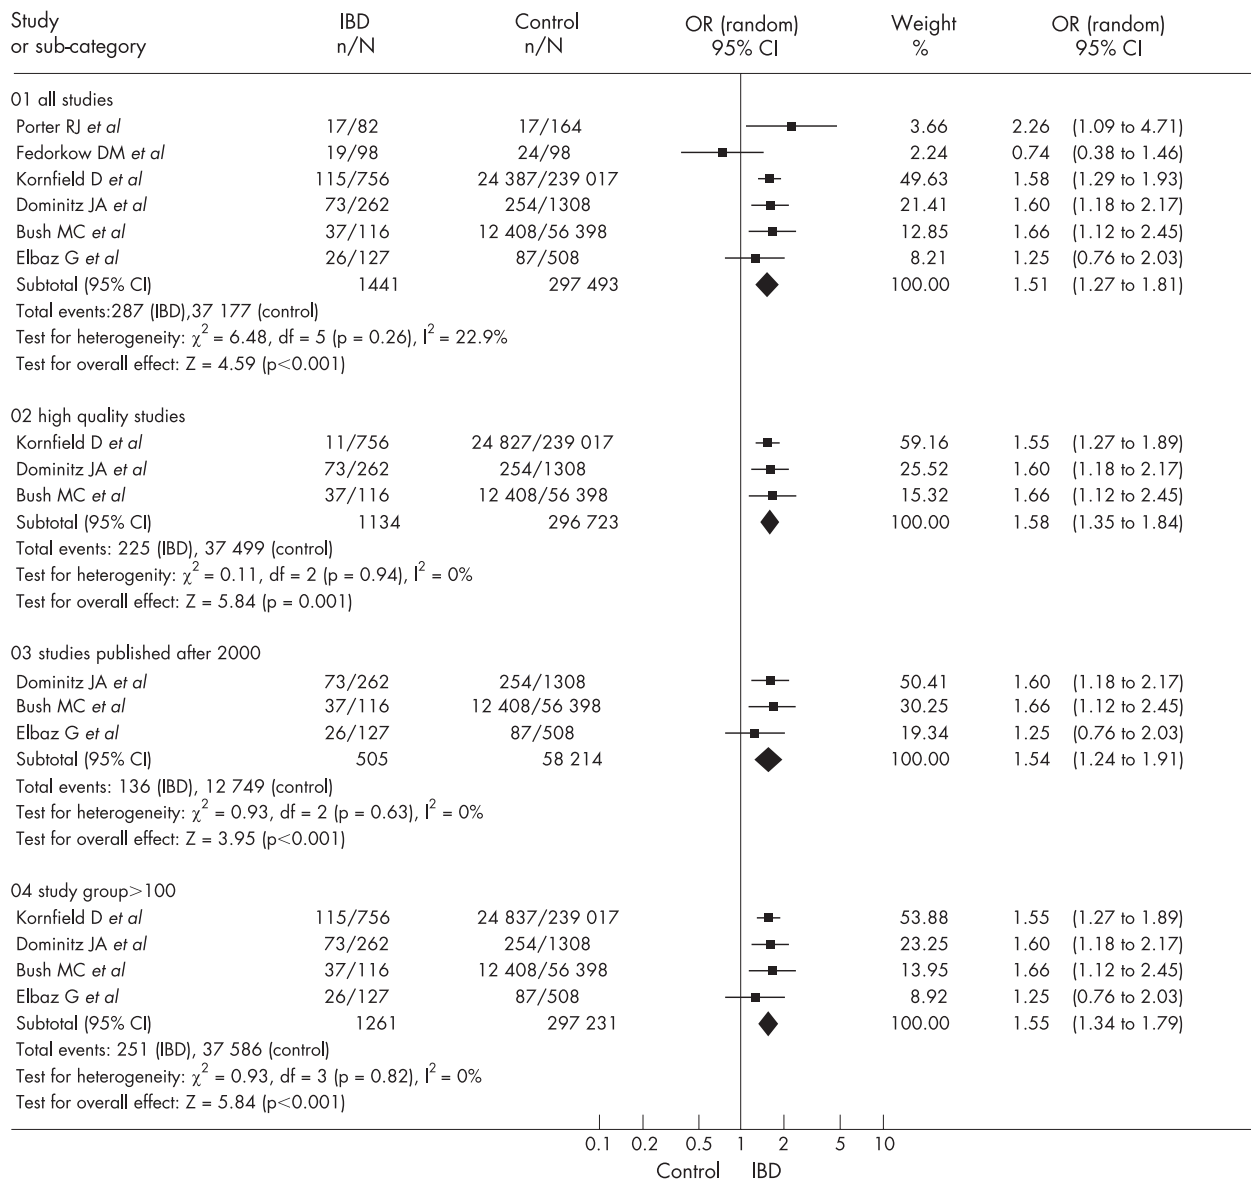 Study IBD Control OR (random) Weight OR (random)
or sub-category n/N n/N 95% CI % 95% CI
01 all studies
Porter RJ et al 17/82 17/164 3.66 2.26 (1.09 to 4.71)
Fedorkow DM et al 19/98 24/98 2.24 0.74 (0.38 to 1.46)
Kornfield D et al 115/756 24 387/239 017 49.63 1.58 (1.29 to 1.93)
Dominitz JA et al 73/262 254/1308 21.41 1.60 (1.18 to 2.17)
Bush MC et al 37/116 12 408/56 398 12.85 1.66 (1.12 to 2.45)
Elbaz G et al 26/127 87/508 8.21 1.25 (0.76 to 2.03)
Subtotal (95% CI) 1441 297 493 100.00 1.51 (1.27 to 1.81)
Total events:287 (IBD),37 177 (control)
Test for heterogeneity: χ² = 6.48, df = 5 (p = 0.26), I² = 22.9%
Test for overall effect: Z = 4.59 (p<0.001)
02 high quality studies
Kornfield D et al 11/756 24 827/239 017 59.16 1.55 (1.27 to 1.89)
Dominitz JA et al 73/262 254/1308 25.52 1.60 (1.18 to 2.17)
Bush MC et al 37/116 12 408/56 398 15.32 1.66 (1.12 to 2.45)
Subtotal (95% CI) 1134 296 723 100.00 1.58 (1.35 to 1.84)
Total events: 225 (IBD), 37 499 (control)
Test for heterogenity: χ² = 0.11, df = 2 (p = 0.94), I² = 0%
Test for overall effect: Z = 5.84 (p = 0.001)
03 studies published after 2000
Dominitz JA et al 73/262 254/1308 50.41 1.60 (1.18 to 2.17)
Bush MC et al 37/116 12 408/56 398 30.25 1.66 (1.12 to 2.45)
Elbaz G et al 26/127 87/508 19.34 1.25 (0.76 to 2.03)
Subtotal (95% CI) 505 58 214 100.00 1.54 (1.24 to 1.91)
Total events: 136 (IBD), 12 749 (control)
Test for heterogeneity: χ² = 0.93, df = 2 (p = 0.63), I² = 0%
Test for overall effect: Z = 3.95 (p<0.001)
04 study group>100
Kornfield D et al 115/756 24 837/239 017 53.88 1.55 (1.27 to 1.89)
Dominitz JA et al 73/262 254/1308 23.25 1.60 (1.18 to 2.17)
Bush MC et al 37/116 12 408/56 398 13.95 1.66 (1.12 to 2.45)
Elbaz G et al 26/127 87/508 8.92 1.25 (0.76 to 2.03)
Subtotal (95% CI) 1261 297 231 100.00 1.55 (1.34 to 1.79)
Total events: 251 (IBD), 37 586 (control)
Test for heterogeneity: χ² = 0.93, df = 3 (p = 0.82), I² = 0%
Test for overall effect: Z = 5.84 (p<0.001)
0.1 0.2 0.5 1 2 5 10
Control IBD